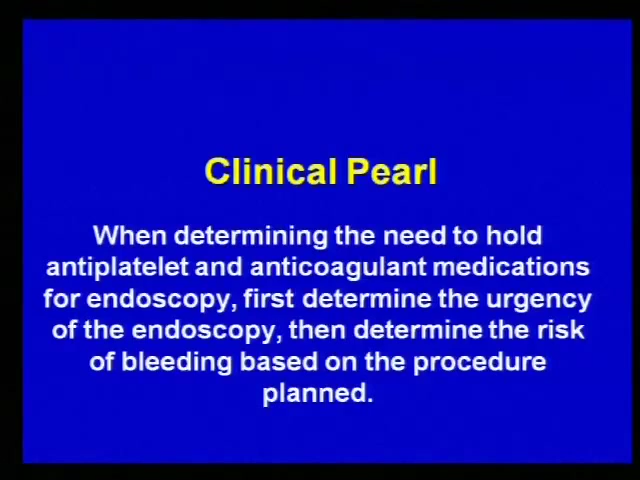 Clinical Pearl
When determining the need to hold
antiplatelet and anticoagulant medications
for endoscopy, first determine the urgency
of the endoscopy, then determine the risk
of bleeding based on the procedure
planned.